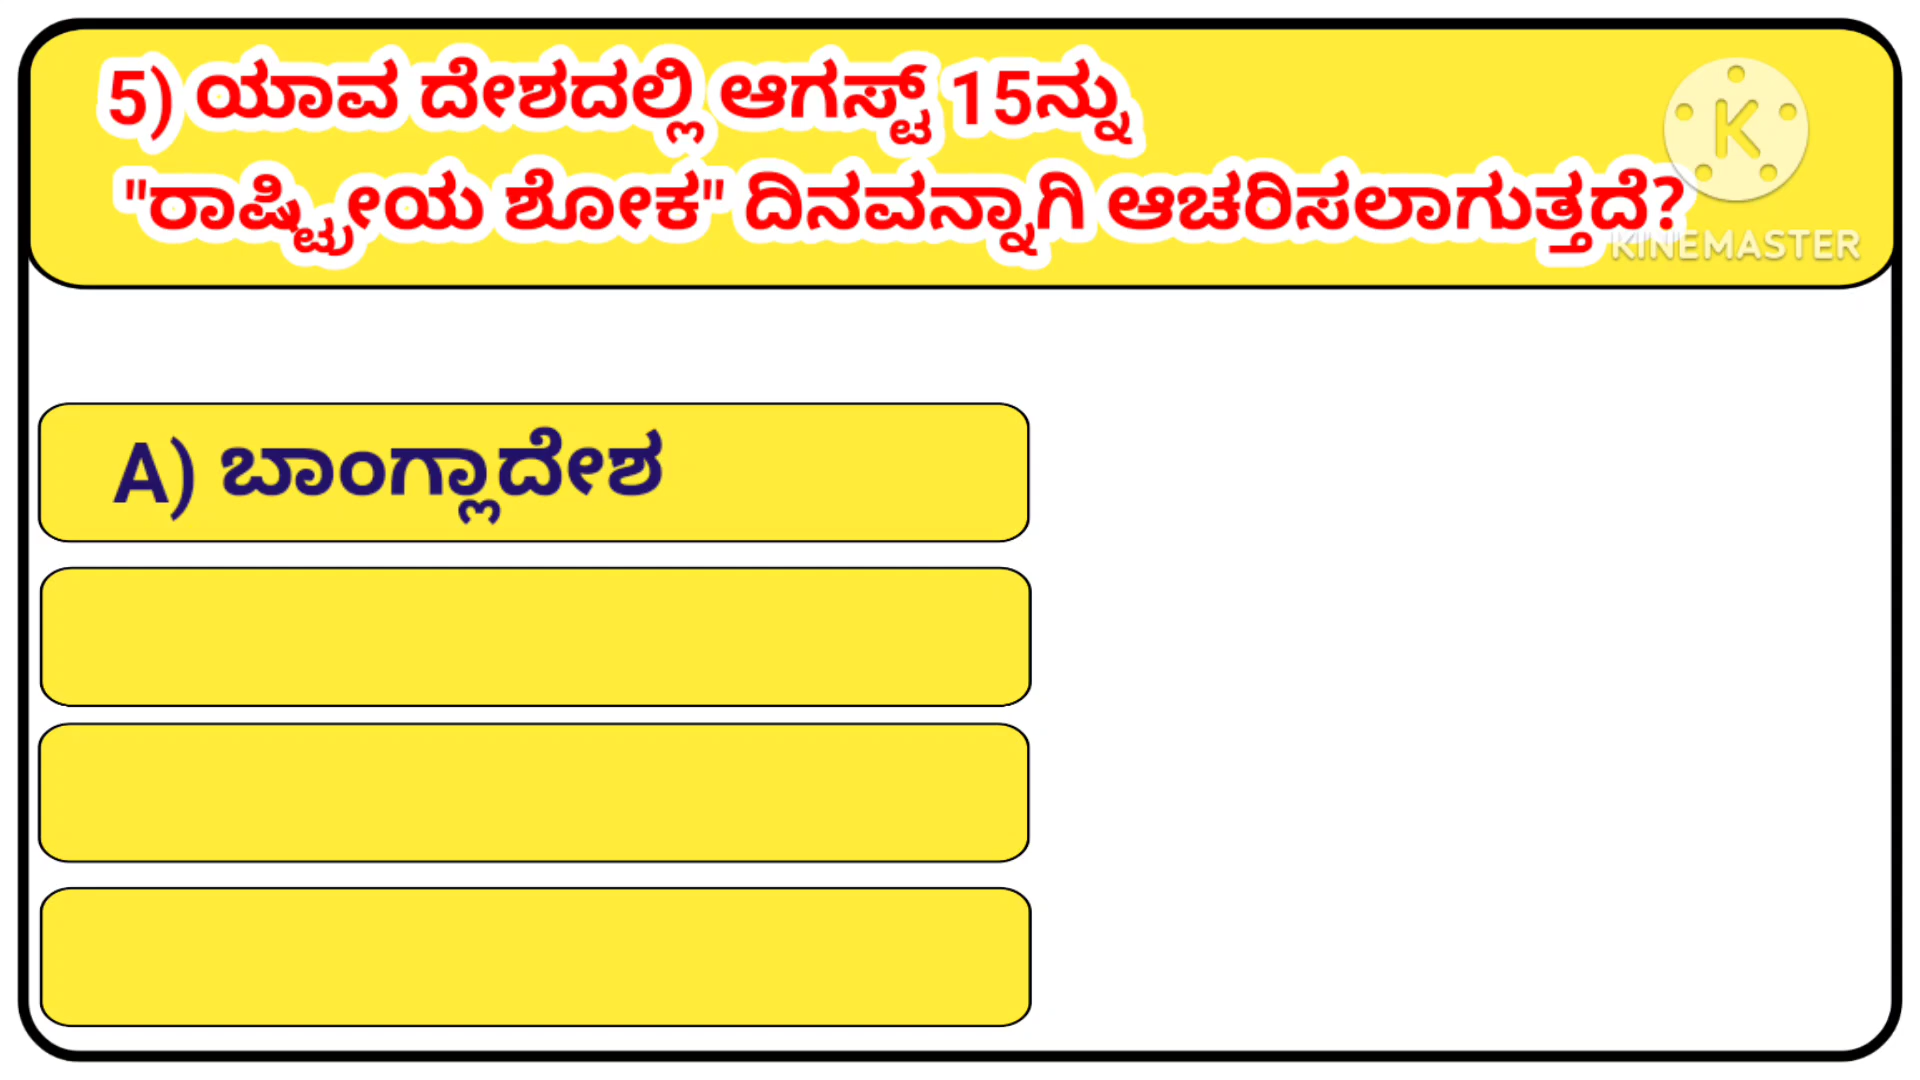 5) ಯಾವ ದೇಶದಲ್ಲಿ ಆಗಸ್ಟ್ 15ನ್ನು
"ರಾಷ್ಟ್ರೀಯ ಶೋಕ" ದಿನವನ್ನಾಗಿ ಆಚರಿಸಲಾಗುತ್ತದೆ?
K
KINEMASTER
A) ಬಾಂಗ್ಲಾದೇಶ